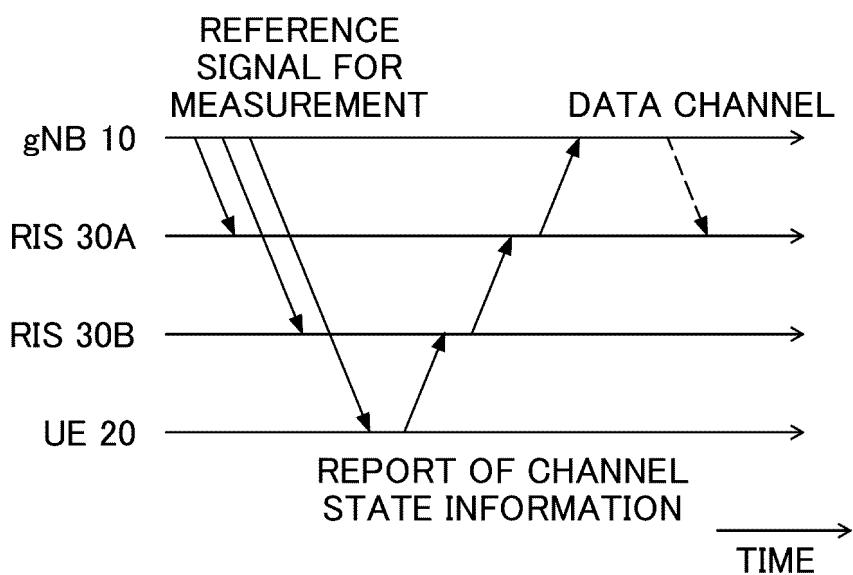 REFERENCE
SIGNAL FOR
MEASUREMENT
DATA CHANNEL
gNB 10
RIS 30A
RIS 30B
UE 20
REPORT OF CHANNEL
STATE INFORMATION
TIME